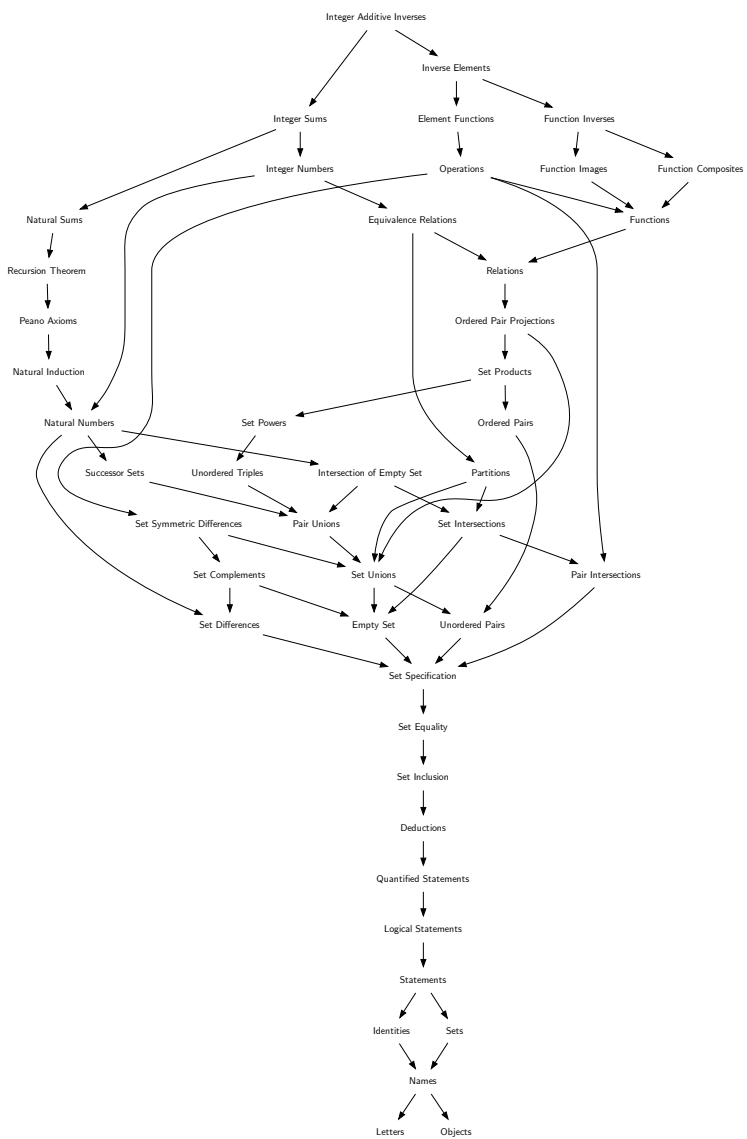 Integer Additive Inverses
Inverse Elements
Integer Sums
Element Functions
Function Inverses
Integer Numbers
Operations
Function Images
Function Composites
Natural Sums
Equivalence Relations
Functions
Recursion Theorem
Relations
Peano Axioms
Ordered Pair Projections
Natural Induction
Set Products
Natural Numbers
Set Powers
Ordered Pairs
Successor Sets
Unordered Triples
Intersection of Empty Set
Partitions
Set Symmetric Differences
Pair Unions
Set Intersections
Set Complements
Set Unions
Pair Intersections
Set Differences
Empty Set
Unordered Pairs
Set Specification
Set Equality
Set Inclusion
Deductions
Quantified Statements
Logical Statements
Statements
Identities
Sets
Names
Letters
Objects